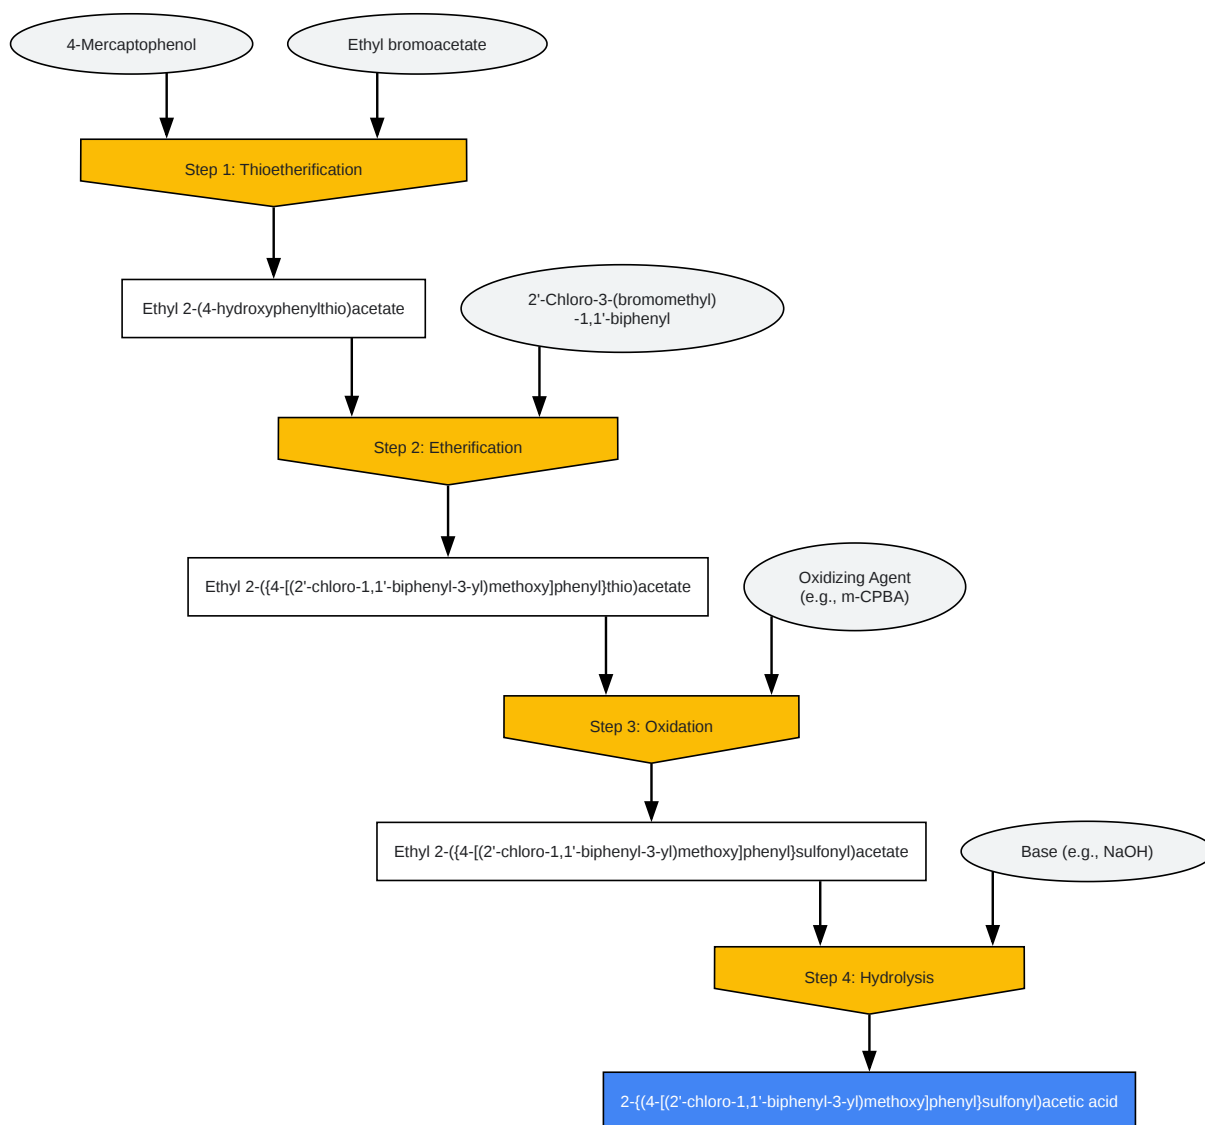 4-Mercaptophenol
Ethyl bromoacetate
Step 1: Thioetherification
Ethyl 2-(4-hydroxyphenylthio)acetate
2'-Chloro-3-(bromomethyl)
-1,1'-biphenyl
Step 2: Etherification
Ethyl 2-({4-[(2'-chloro-1,1'-biphenyl-3-yl)methoxy]phenyl}thio)acetate
Oxidizing Agent
(e.g., m-CPBA)
Step 3: Oxidation
Ethyl 2-({4-[(2'-chloro-1,1'-biphenyl-3-yl)methoxy]phenyl}sulfonyl)acetate
Base (e.g., NaOH)
Step 4: Hydrolysis
2-{(4-[(2'-chloro-1,1'-biphenyl-3-yl)methoxy]phenyl}sulfonyl)acetic acid